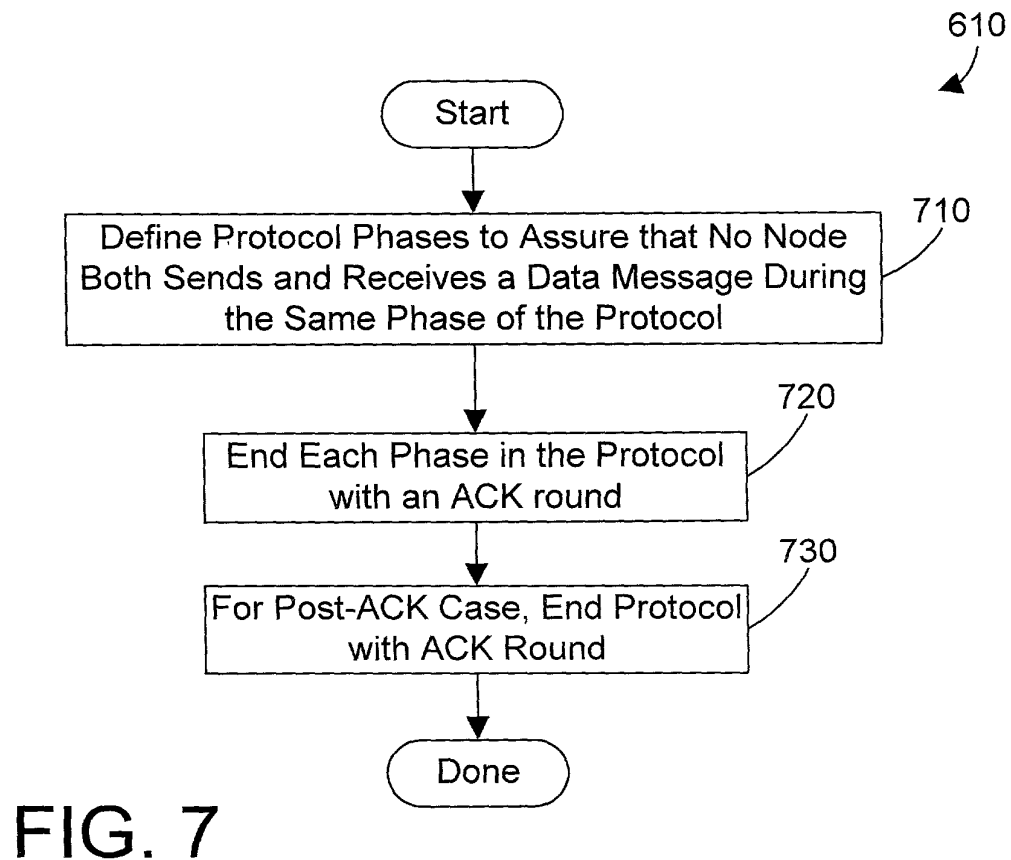 610
Start
710
Define Protocol Phases to Assure that No Node
Both Sends and Receives a Data Message During
the Same Phase of the Protocol
720
End Each Phase in the Protocol
with an ACK round
730
For Post-ACK Case, End Protocol
with ACK Round
Done
FIG. 7